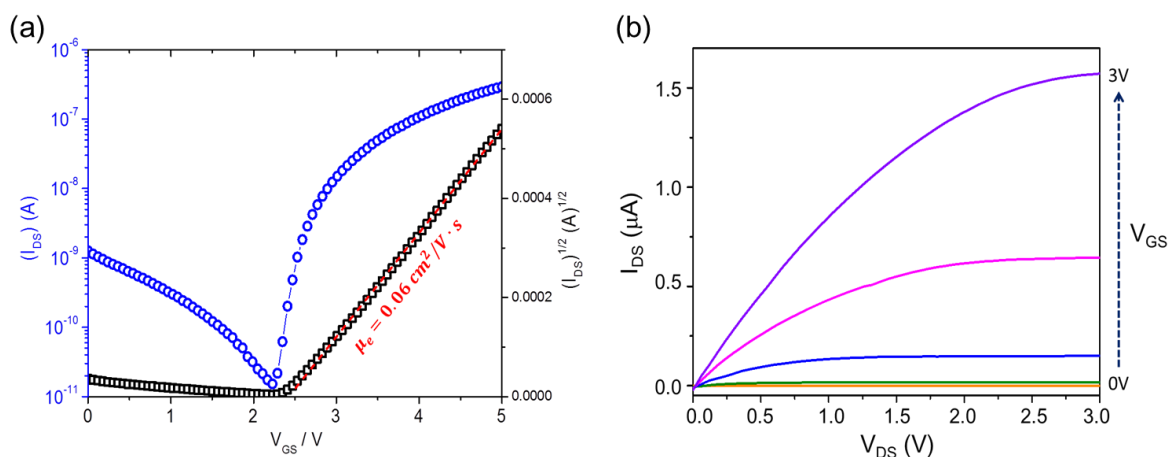 (a)
10^-6
10^-7
10^-8
10^-9
10^-10
10^-11
(I_DS) (A)
0.0006
0.0004
0.0002
0.0000
(I_DS)^1/2 (A)^1/2
μ_e = 0.06 cm²/V · s
0 1 2 3 4 5
V_GS / V
(b)
1.5
1.0
0.5
0.0
I_DS (μA)
3V
V_GS
0V
0.0 0.5 1.0 1.5 2.0 2.5 3.0
V_DS (V)